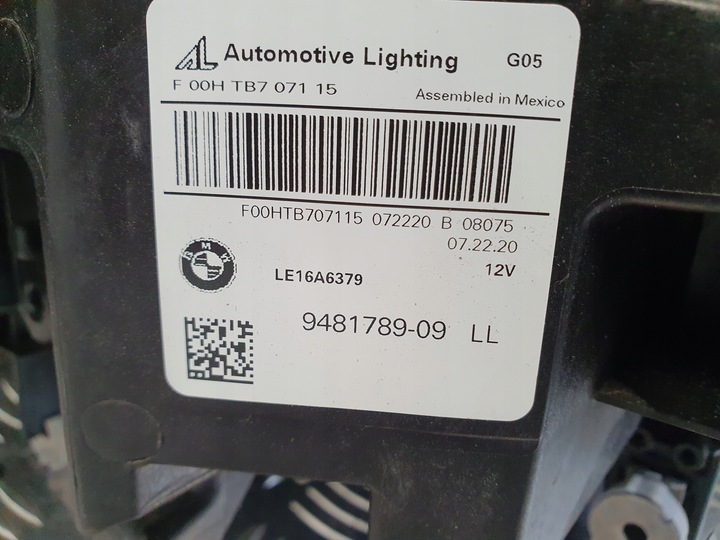 AL Automotive Lighting G05
F 00H TB7 071 15
Assembled in Mexico
F00HTB707115 072220 B 08075
07.22.20
BMW
LE16A6379
12V
9481789-09 LL